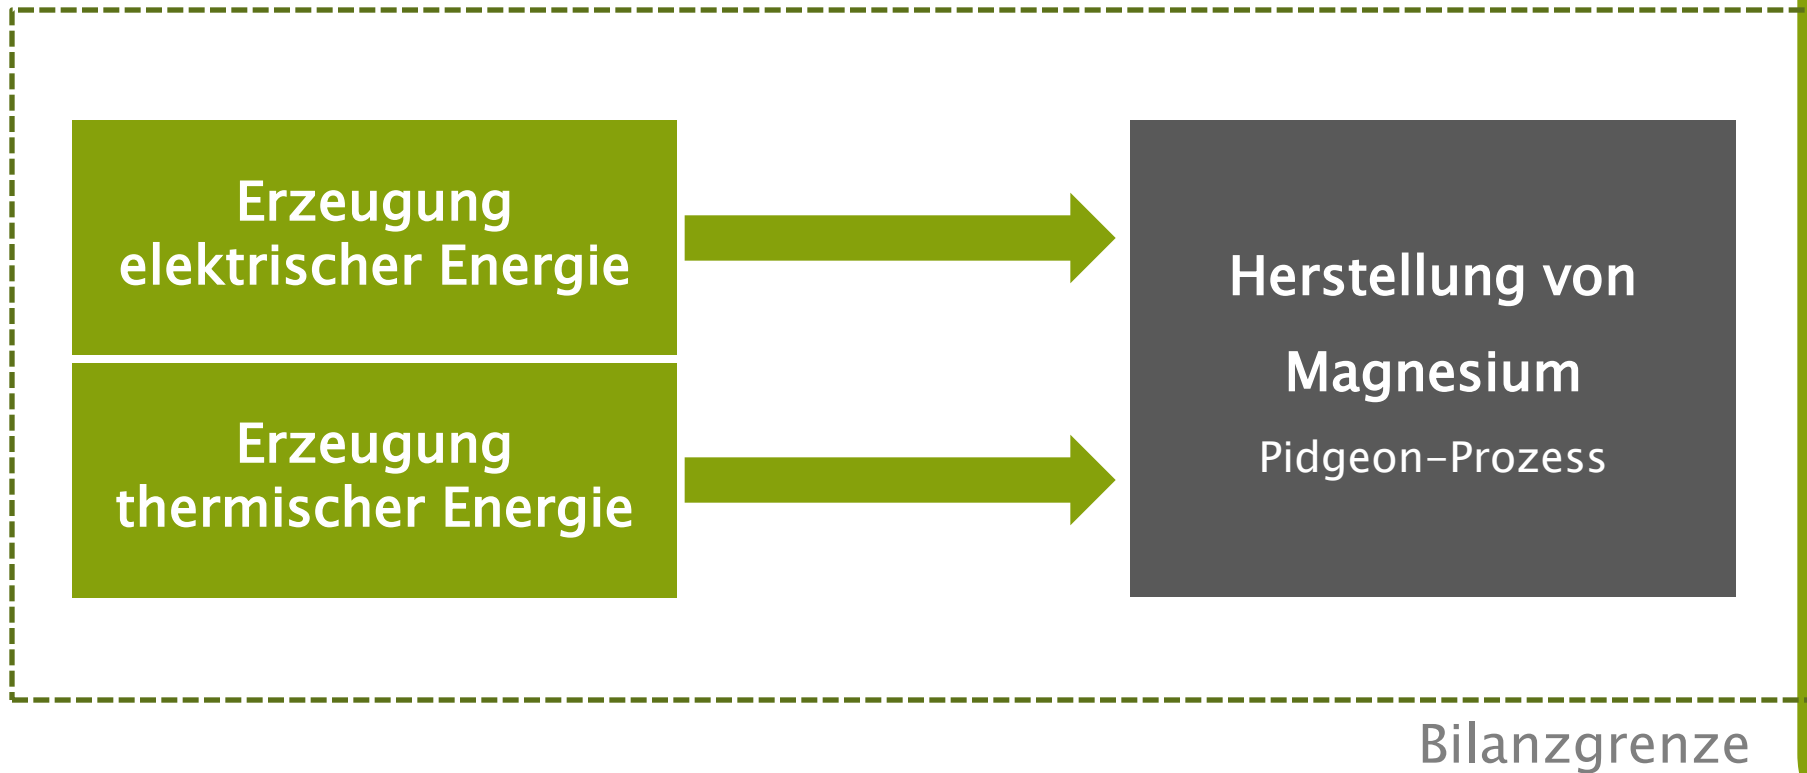 Erzeugung
elektrischer Energie
Erzeugung
thermischer Energie
Herstellung von
Magnesium
Pidgeon-Prozess
Bilanzgrenze